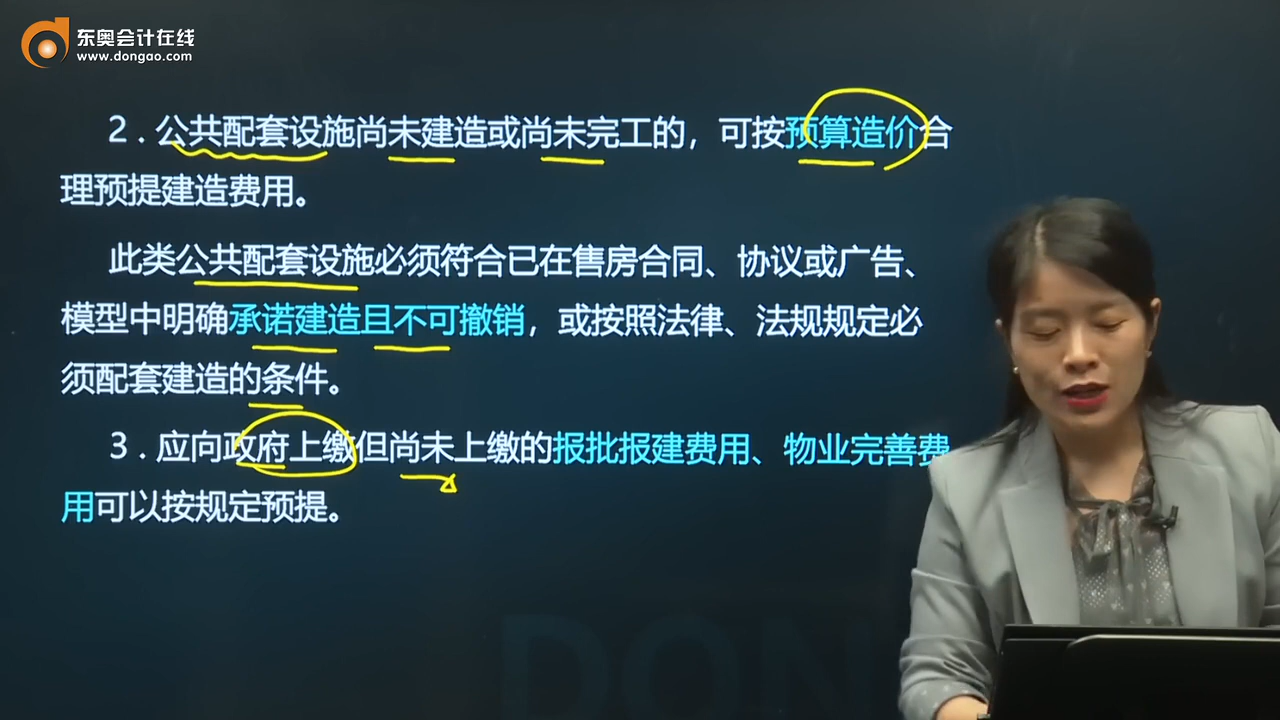 东奥会计在线
www.dongao.com
2．公共配套设施尚未建造或尚未完工的，可按预算造价合
理预提建造费用。
此类公共配套设施必须符合已在售房合同、协议或广告、
模型中明确承诺建造且不可撤销，或按照法律、法规规定必
须配套建造的条件。
3．应向政府上缴但尚未上缴的报批报建费用、物业完善费
用可以按规定预提。
DON